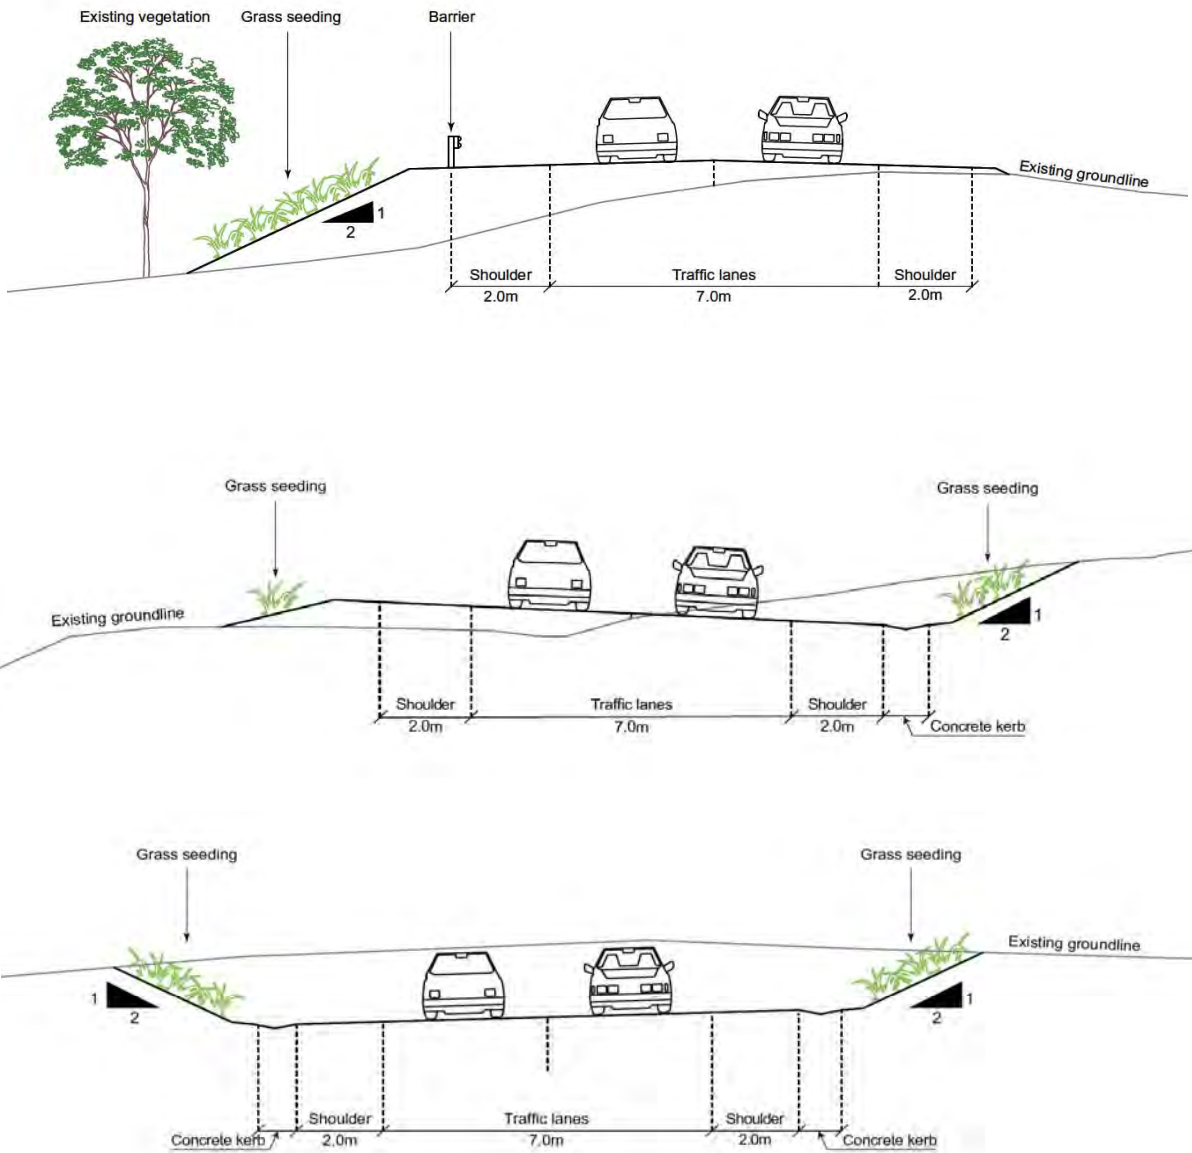 Existing vegetation Grass seeding Barrier
Existing groundline
1
2
Shoulder Traffic lanes Shoulder
2.0m 7.0m 2.0m
Grass seeding Grass seeding
Existing groundline
1
2
Shoulder Traffic lanes Shoulder
2.0m 7.0m 2.0m
Concrete kerb
Grass seeding Grass seeding
Existing groundline
1 1
2 2
Shoulder Traffic lanes Shoulder
Concrete kerb 2.0m 7.0m 2.0m Concrete kerb